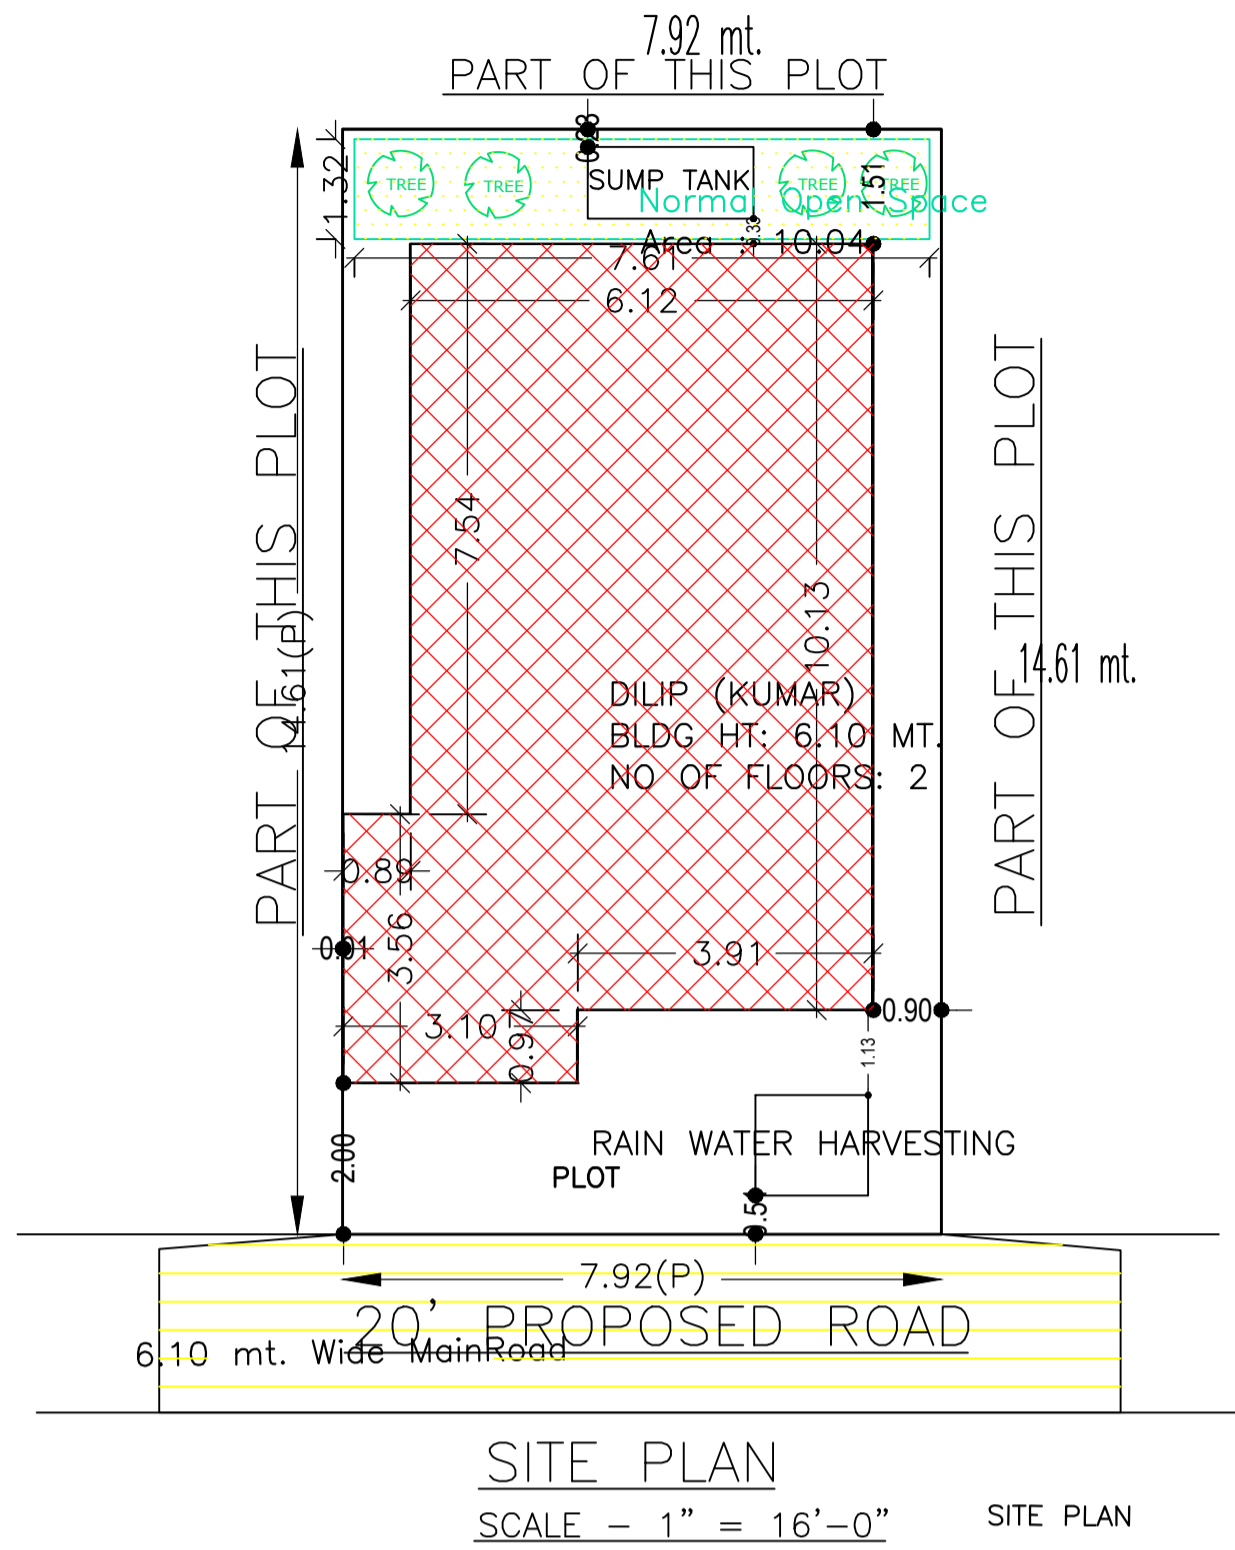 7.92 mt.
PART OF THIS PLOT
0.23
1.32
TREE
TREE
SUMP TANK
TREE
TREE
1.51
Normal Open Space
Area : 10.04
7.61
6.12
7.54
10.13
PART OF THIS PLOT
14.61(P)
PART OF THIS PLOT
14.61 mt.
DILIP (KUMAR)
BLDG HT: 6.10 MT.
NO OF FLOORS: 2
0.89
0.01
3.56
3.91
3.10
0.97
0.90
1.13
2.00
RAIN WATER HARVESTING
PLOT
7.92(P)
20' PROPOSED ROAD
6.10 mt. Wide MainRoad
SITE PLAN
SCALE - 1" = 16'-0"
SITE PLAN